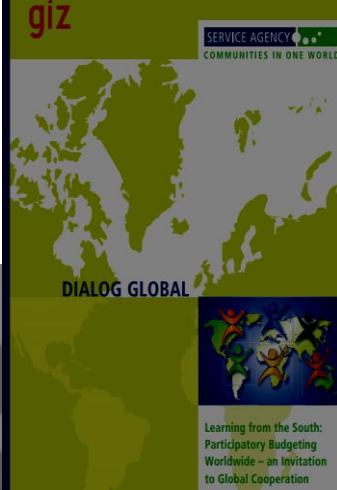 giz
SERVICE AGENCY
COMMUNITIES IN ONE WORLD
DIALOG GLOBAL
Learning from the South:
Participatory Budgeting
Worldwide – an Invitation
to Global Cooperation